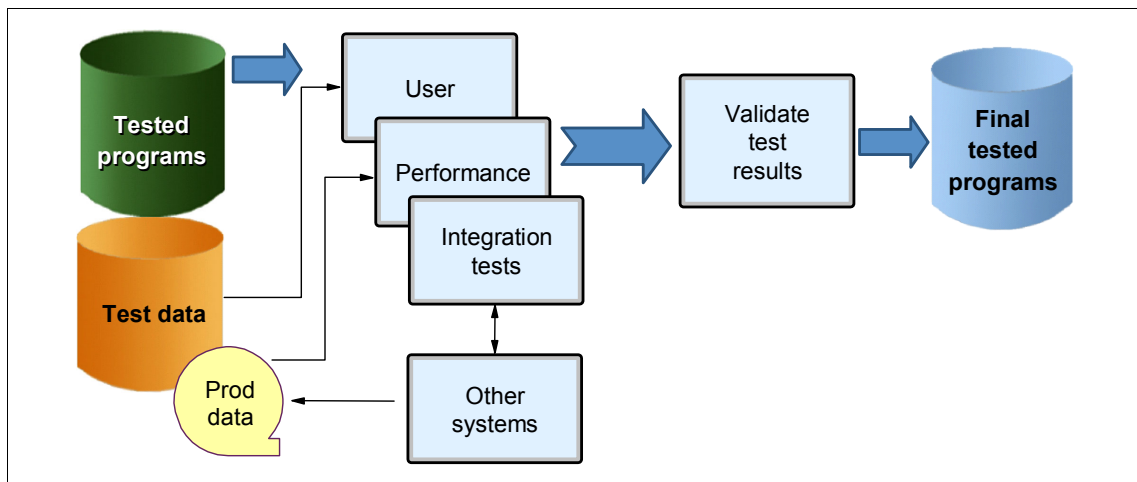 Tested
programs
Test data
Prod
data
User
Performance
Integration
tests
Other
systems
Validate
test
results
Final
tested
programs